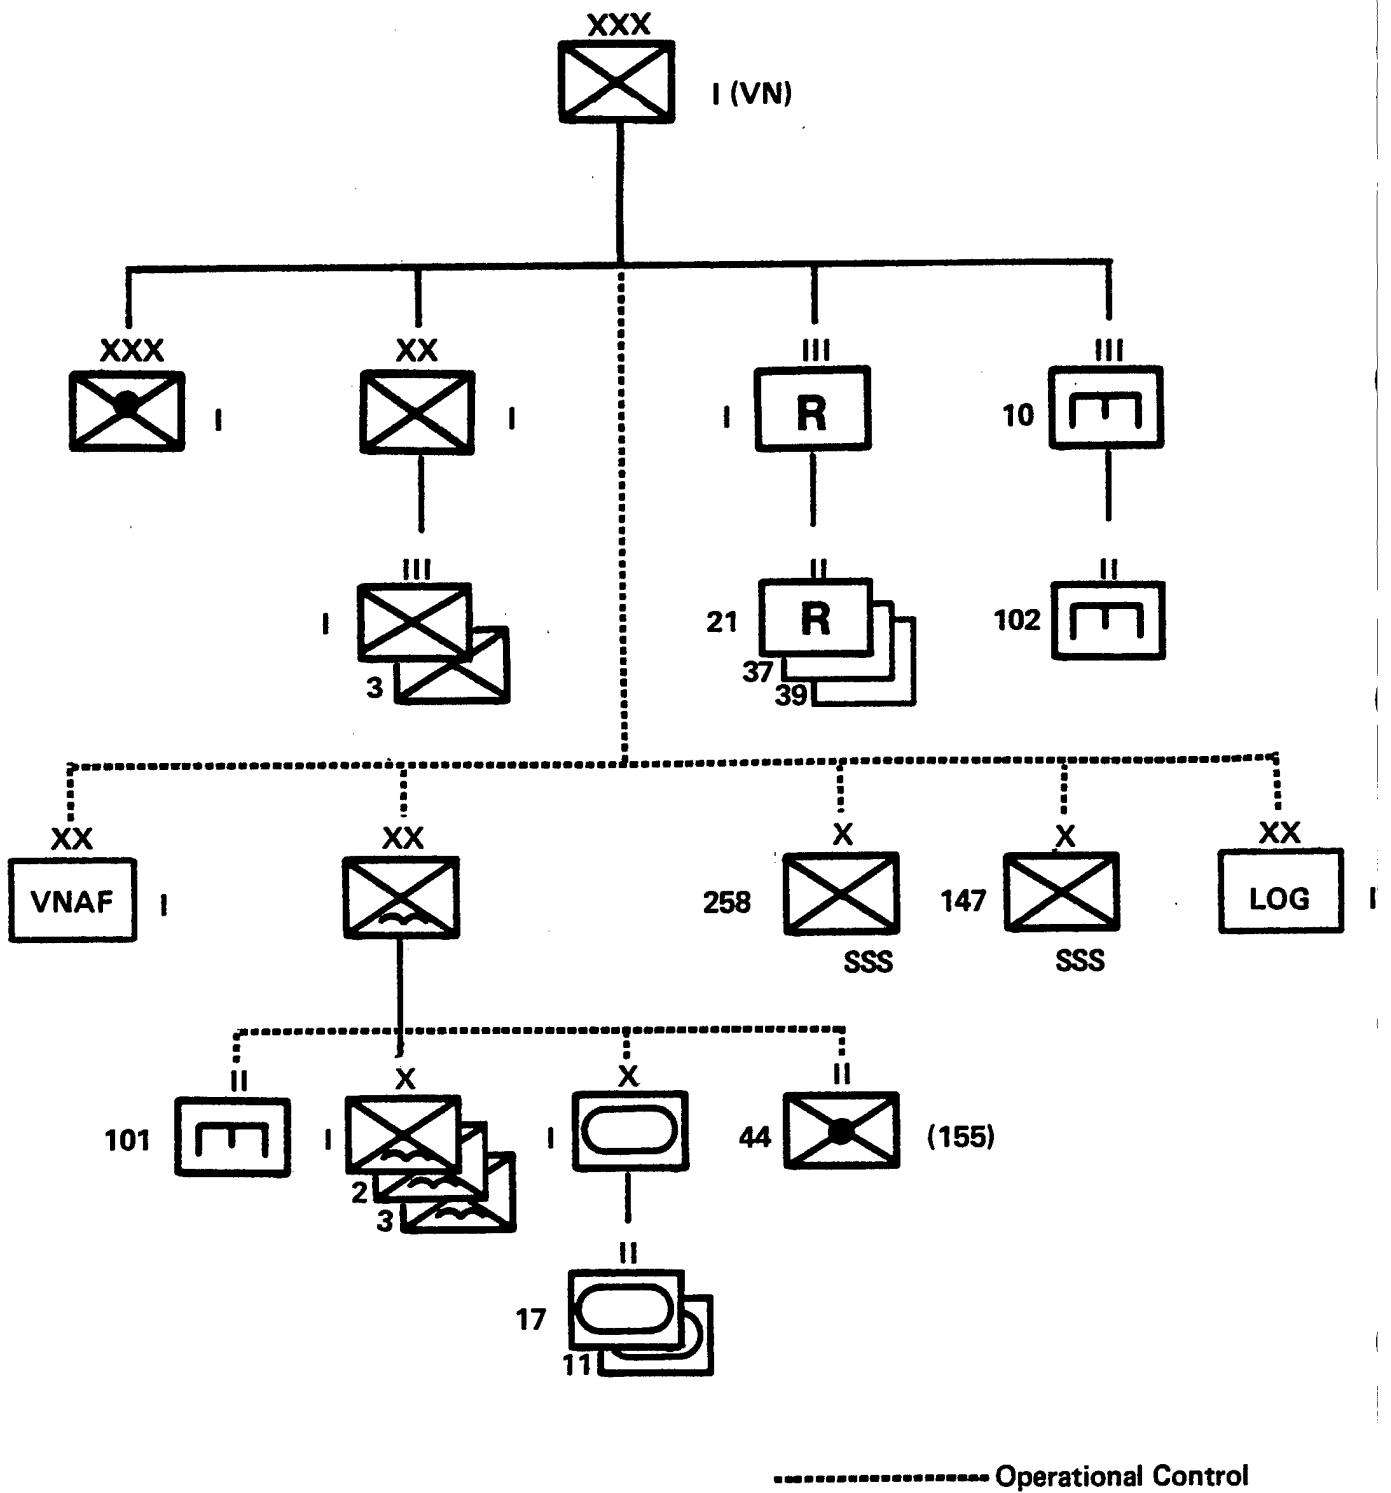 XXX
I (VN)
XXX
XX
III
III
I
I
I
R
10
III
II
II
I
3
21
R
37
39
102
XX
XX
X
X
XX
VNAF
I
258
147
LOG
I
SSS
SSS
II
X
X
II
101
I
I
44
(155)
2
3
II
17
11
Operational Control